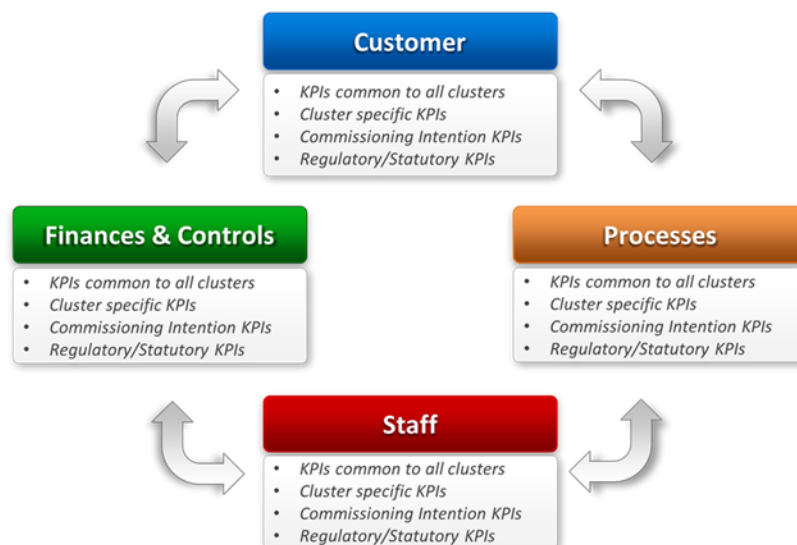 Customer
• KPIs common to all clusters
• Cluster specific KPIs
• Commissioning Intention KPIs
• Regulatory/Statutory KPIs
Finances & Controls
• KPIs common to all clusters
• Cluster specific KPIs
• Commissioning Intention KPIs
• Regulatory/Statutory KPIs
Processes
• KPIs common to all clusters
• Cluster specific KPIs
• Commissioning Intention KPIs
• Regulatory/Statutory KPIs
Staff
• KPIs common to all clusters
• Cluster specific KPIs
• Commissioning Intention KPIs
• Regulatory/Statutory KPIs